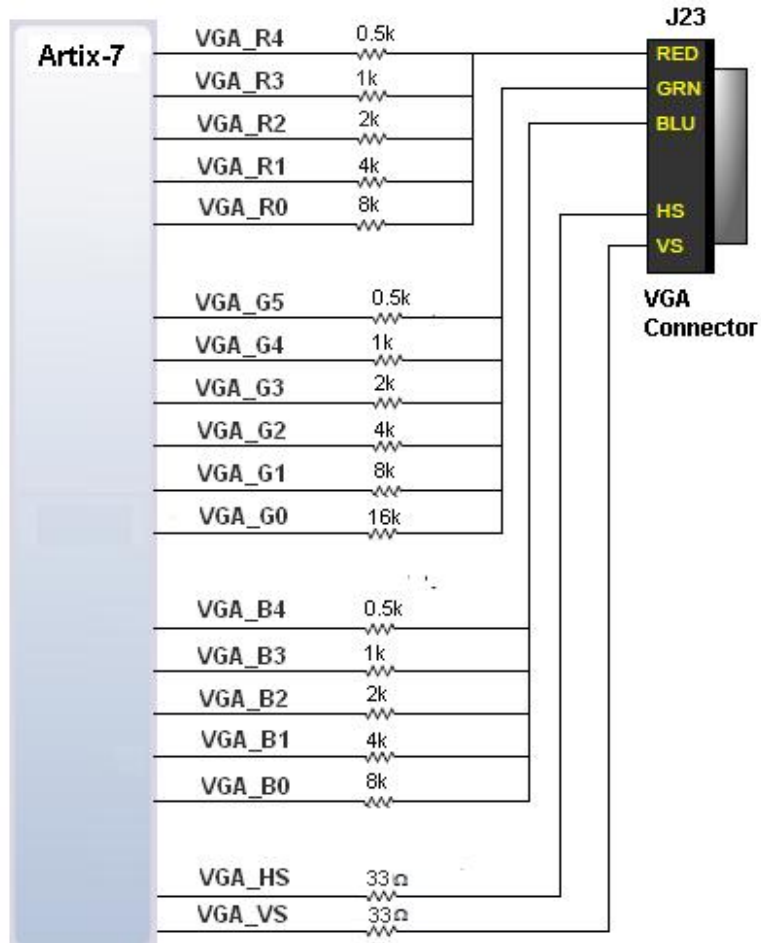 J23
Artix-7
VGA_R4 0.5k
RED
VGA_R3 1k
GRN
VGA_R2 2k
BLU
VGA_R1 4k
VGA_R0 8k
HS
VS
VGA
Connector
VGA_G5 0.5k
VGA_G4 1k
VGA_G3 2k
VGA_G2 4k
VGA_G1 8k
VGA_G0 16k
VGA_B4 0.5k
VGA_B3 1k
VGA_B2 2k
VGA_B1 4k
VGA_B0 8k
VGA_HS 33Ω
VGA_VS 33Ω